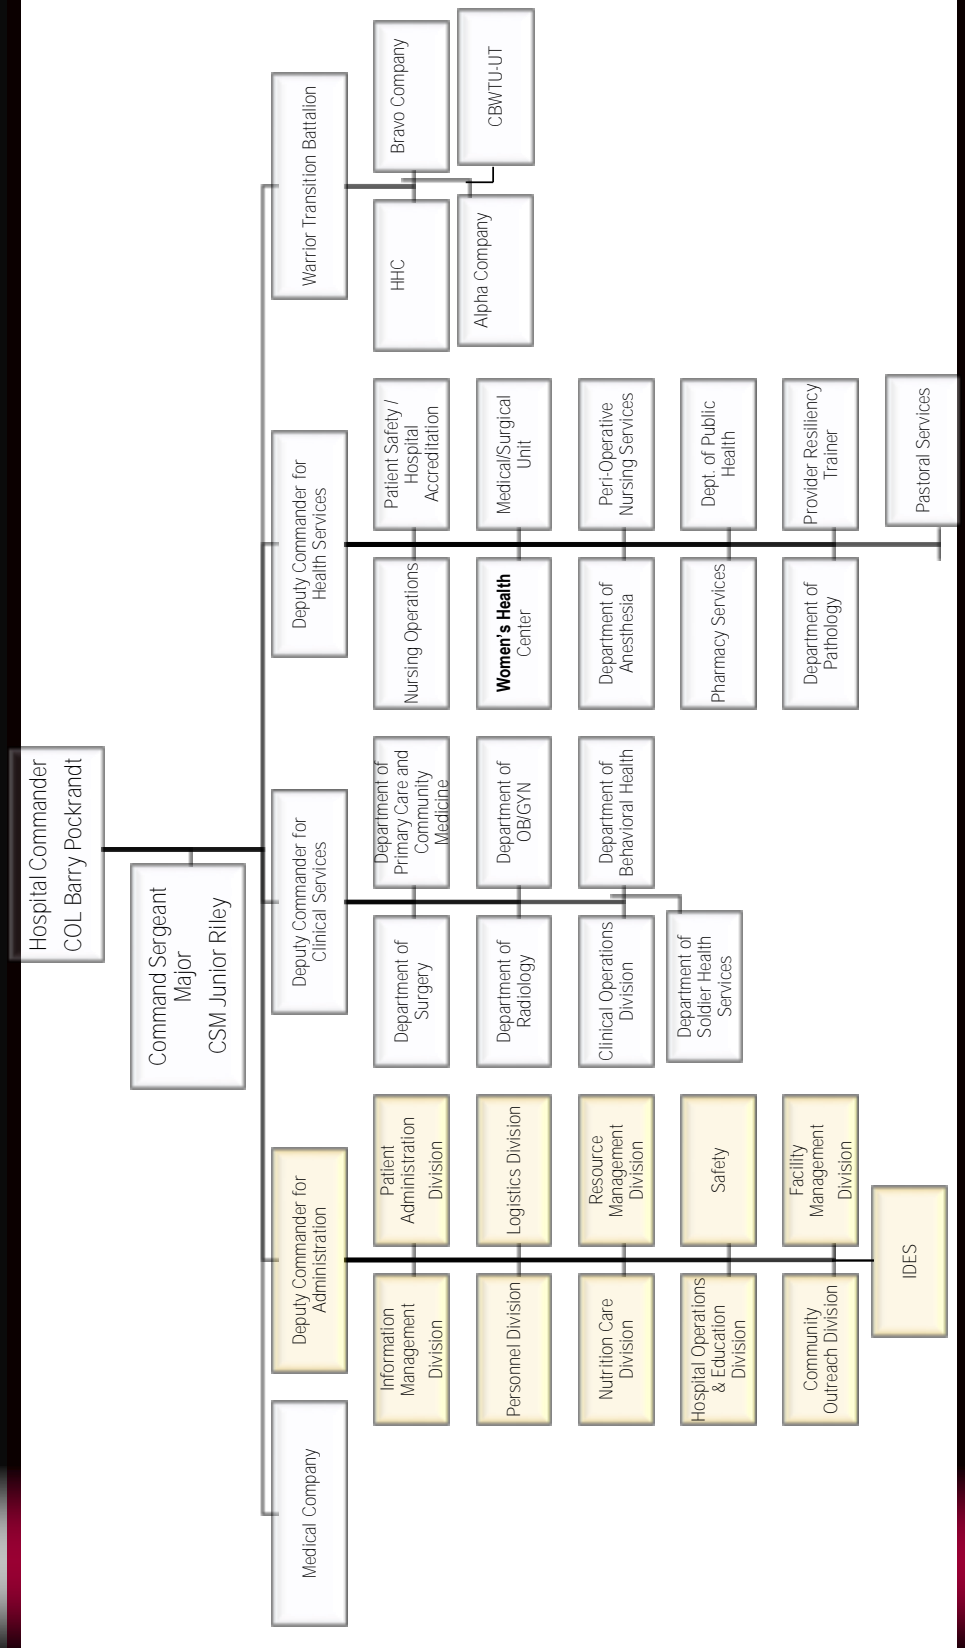 Hospital Commander
COL Barry Pockrandt
Command Sergeant
Major
CSM Junior Riley
Medical Company
Deputy Commander for
Administration
Deputy Commander for
Clinical Services
Deputy Commander for
Health Services
Warrior Transition Battalion
Information
Management
Division
Patient
Administration
Division
Personnel Division
Logistics Division
Nutrition Care
Division
Resource
Management
Division
Hospital Operations
& Education
Division
Safety
Community
Outreach Division
Facility
Management
Division
IDES
Department of
Surgery
Department of
Primary Care and
Community
Medicine
Department of
Radiology
Department of
OB/GYN
Clinical Operations
Division
Department of
Behavioral Health
Department of
Soldier Health
Services
Nursing Operations
Patient Safety /
Hospital
Accreditation
Women's Health
Center
Medical/Surgical
Unit
Department of
Anesthesia
Peri-Operative
Nursing Services
Pharmacy Services
Dept. of Public
Health
Department of
Pathology
Provider Resiliency
Trainer
Pastoral Services
HHC
Bravo Company
Alpha Company
CBWTU-UT